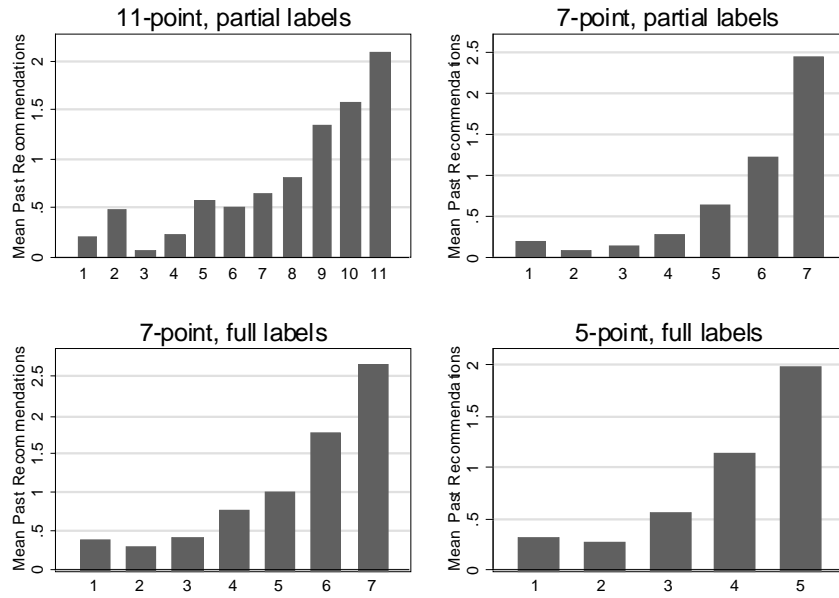 11-point, partial labels
Mean Past Recommendations
2
1.5
1
.5
0
1 2 3 4 5 6 7 8 9 10 11
7-point, partial labels
Mean Past Recommendations
2.5
2
1.5
1
.5
0
1 2 3 4 5 6 7
7-point, full labels
Mean Past Recommendations
2.5
2
1.5
1
.5
0
1 2 3 4 5 6 7
5-point, full labels
Mean Past Recommendations
2
1.5
1
.5
0
1 2 3 4 5